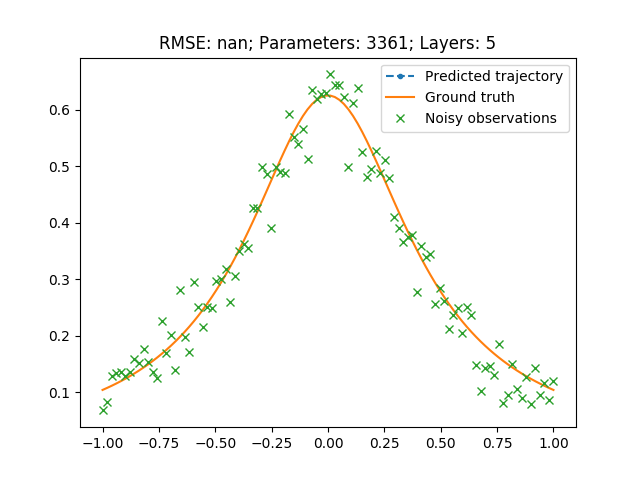 RMSE: nan; Parameters: 3361; Layers: 5
Predicted trajectory
Ground truth
Noisy observations
0.6
0.5
0.4
0.3
0.2
0.1
−1.00 −0.75 −0.50 −0.25 0.00 0.25 0.50 0.75 1.00